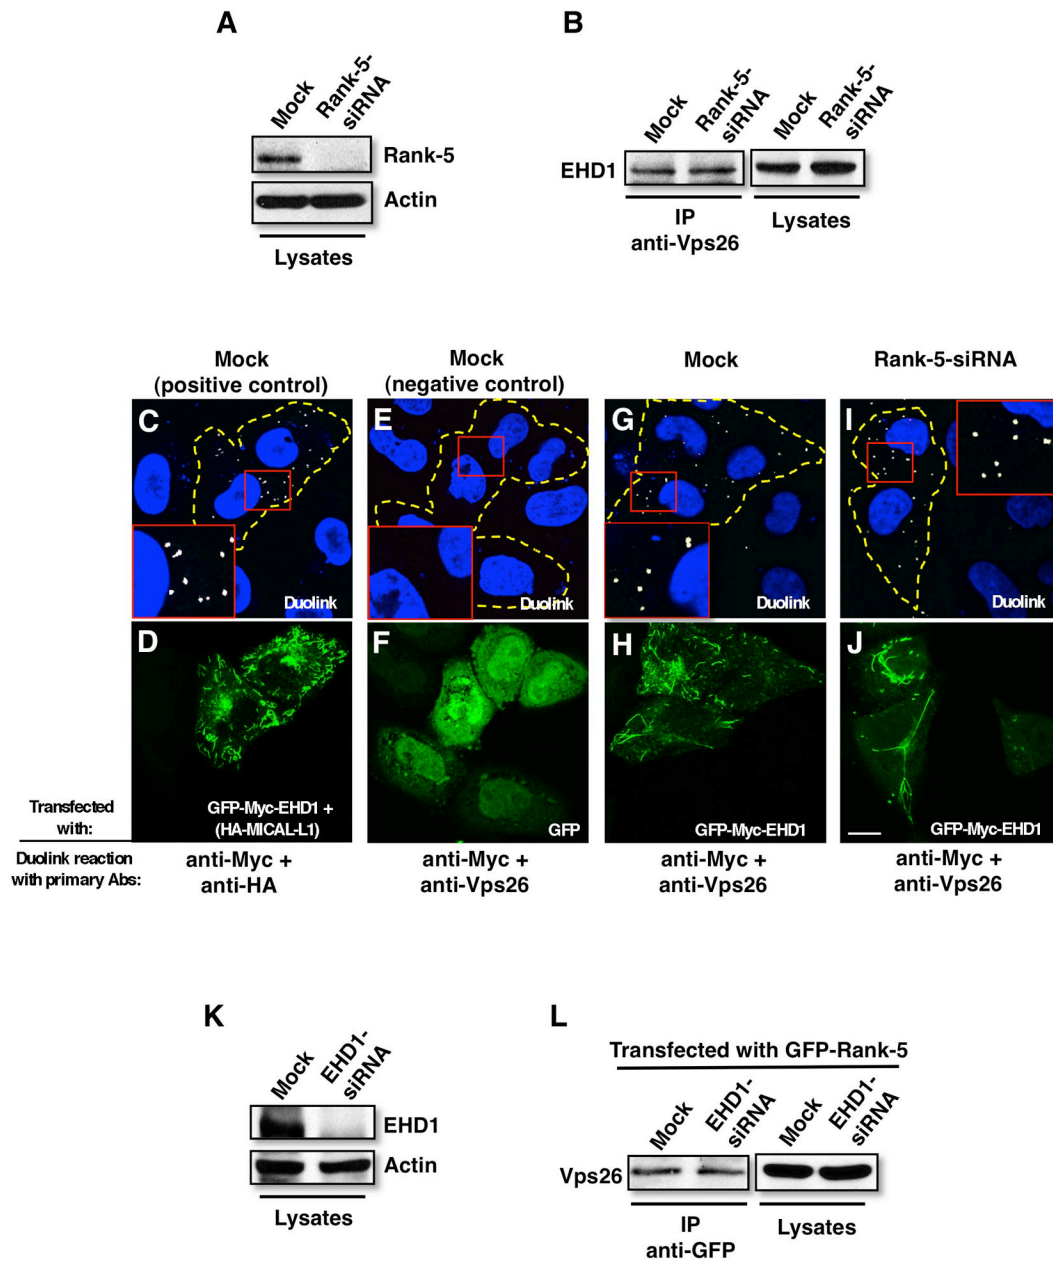 A
Mock
Rank-5-
siRNA
Rank-5
Actin
Lysates
B
Mock
Rank-5-
siRNA
Mock
Rank-5-
siRNA
EHD1
IP
anti-Vps26
Lysates
Mock
(positive control)
Mock
(negative control)
Mock
Rank-5-siRNA
C
Duolink
E
Duolink
G
Duolink
I
Duolink
D
GFP-Myc-EHD1 +
(HA-MICAL-L1)
F
GFP
H
GFP-Myc-EHD1
J
GFP-Myc-EHD1
Transfected
with:
Duolink reaction
with primary Abs:
anti-Myc +
anti-HA
anti-Myc +
anti-Vps26
anti-Myc +
anti-Vps26
anti-Myc +
anti-Vps26
K
Mock
EHD1-
siRNA
EHD1
Actin
Lysates
L
Transfected with GFP-Rank-5
Mock
EHD1-
siRNA
Mock
EHD1-
siRNA
Vps26
IP
anti-GFP
Lysates